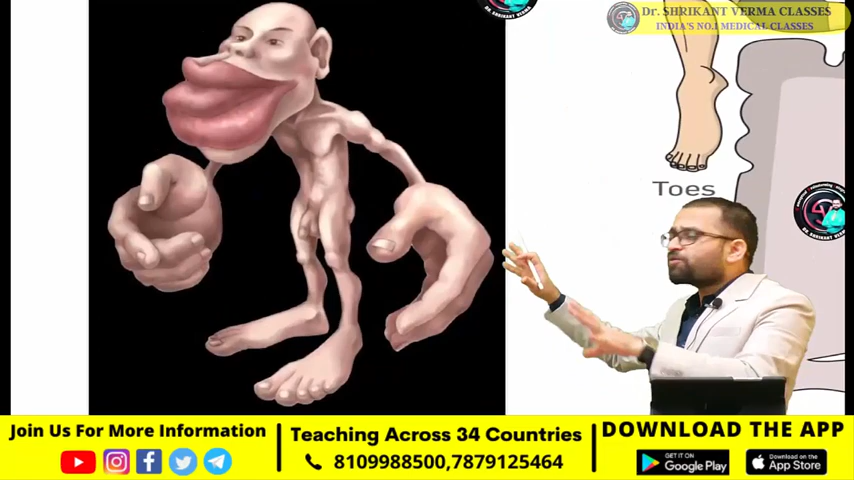 Dr. SHRIKANT VERMA CLASSES
INDIA'S NO.1 MEDICAL CLASSES
Toes
Join Us For More Information
Teaching Across 34 Countries
8109988500,7879125464
DOWNLOAD THE APP
GET IT ON
Google Play
Download on the
App Store